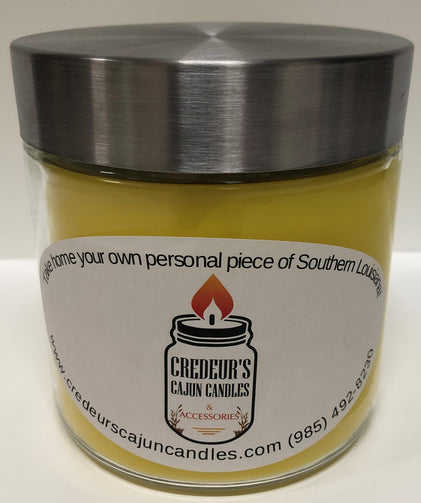 Take home your own personal piece of Southern Louisiana!
CREDEUR'S
CAJUN CANDLES
&
ACCESSORIES
www.credeurscajuncandles.com (985) 492-8230